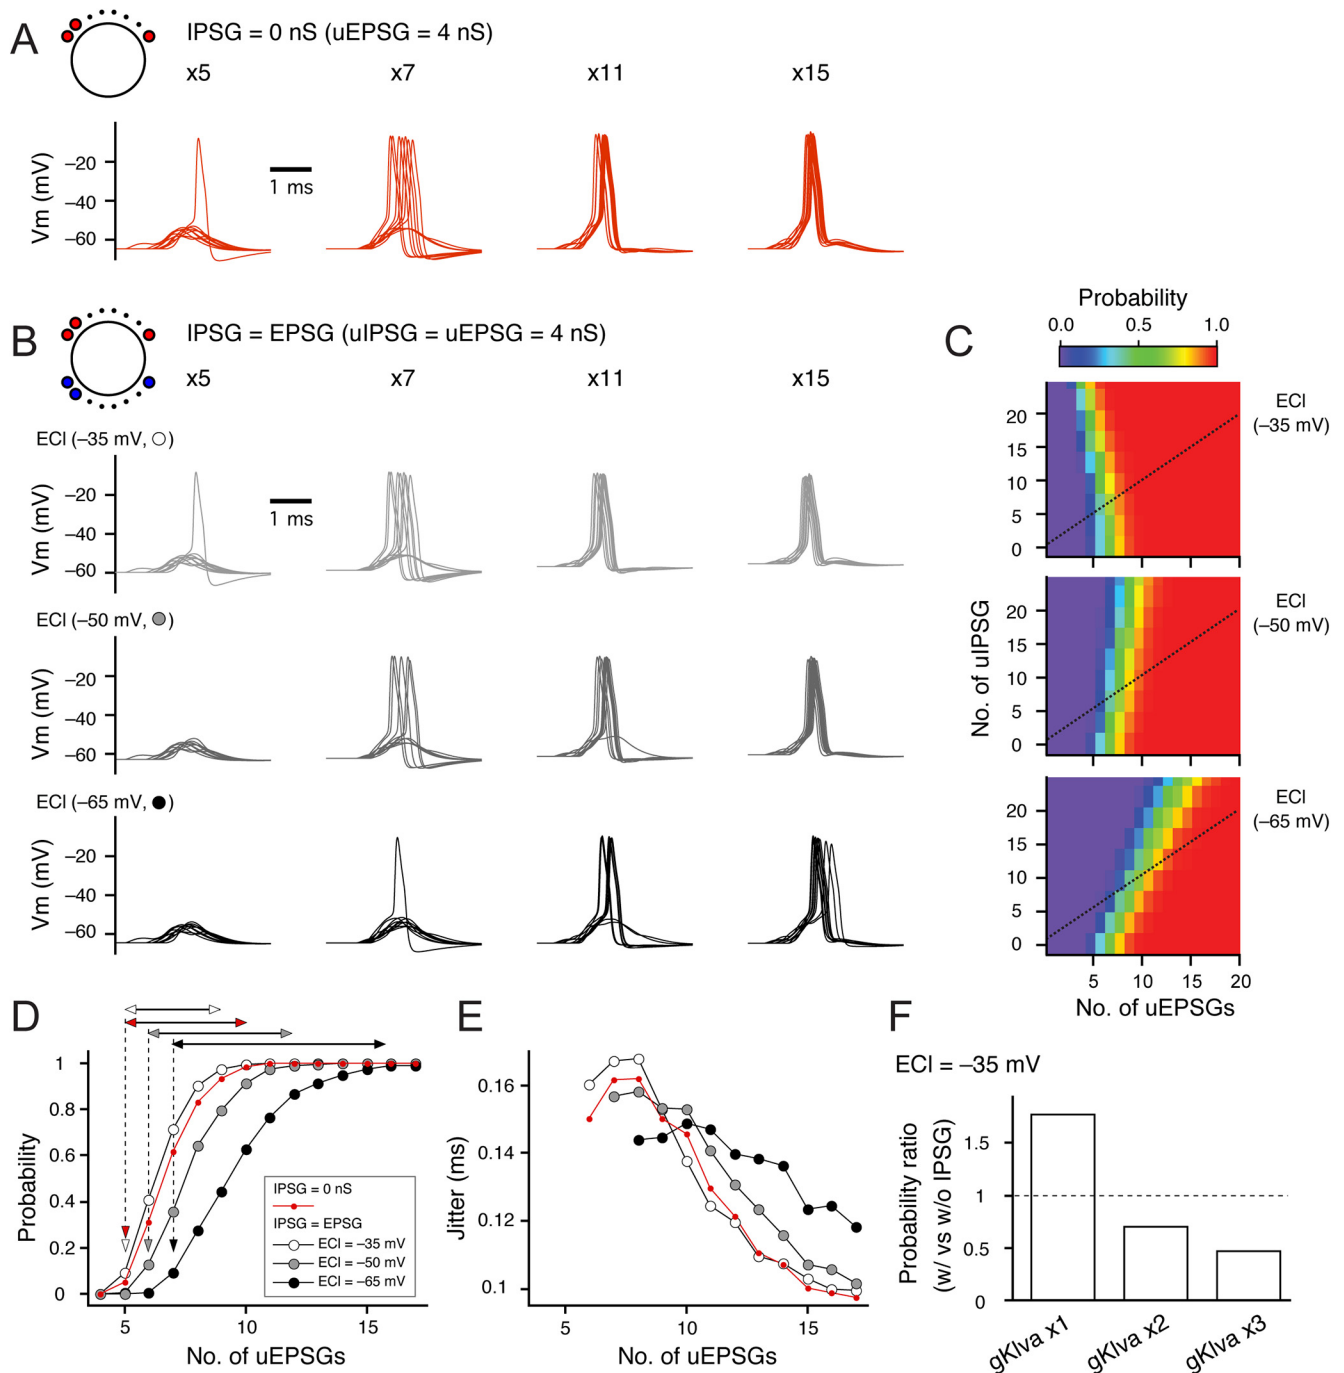 A
IPSG = 0 nS (uEPSG = 4 nS)
x5 x7 x11 x15
Vm (mV)
−20
−40
−60
1 ms
B
IPSG = EPSG (uIPSG = uEPSG = 4 nS)
x5 x7 x11 x15
ECl (−35 mV, )
Vm (mV)
−20
−40
−60
1 ms
ECl (−50 mV, )
Vm (mV)
−20
−40
−60
ECl (−65 mV, )
Vm (mV)
−20
−40
−60
C
Probability
0.0 0.5 1.0
20
15
10
5
0
ECl
(−35 mV)
No. of uIPSG
20
15
10
5
0
ECl
(−50 mV)
20
15
10
5
0
ECl
(−65 mV)
5 10 15 20
No. of uEPSGs
D
Probability
1
0.8
0.6
0.4
0.2
0
IPSG = 0 nS
IPSG = EPSG
ECl = −35 mV
ECl = −50 mV
ECl = −65 mV
5 10 15
No. of uEPSGs
E
Jitter (ms)
0.16
0.14
0.12
0.1
5 10 15
No. of uEPSGs
F
ECl = −35 mV
Probability ratio
(w/ vs w/o IPSG)
1.5
1
0.5
0
gKlva x1
gKlva x2
gKlva x3